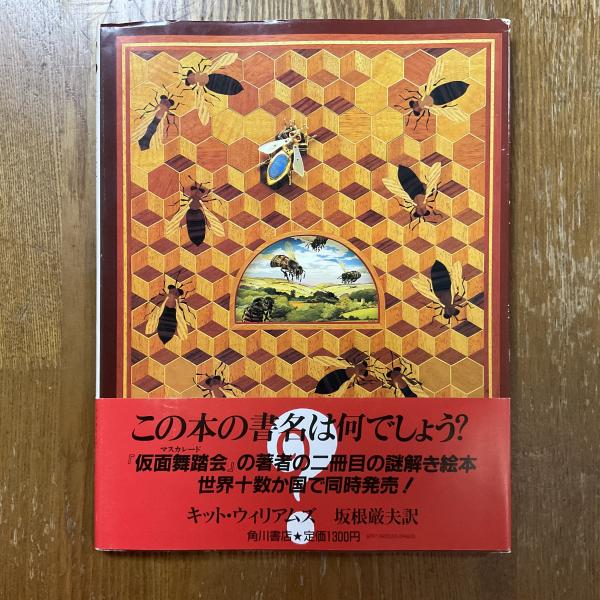 この本の書名は何でしょう?
マスカレード
『仮面舞踏会』の著者の二冊目の謎解き絵本
世界十数か国で同時発売!
キット・ウィリアムズ 坂根厳夫訳
角川書店★定価1300円